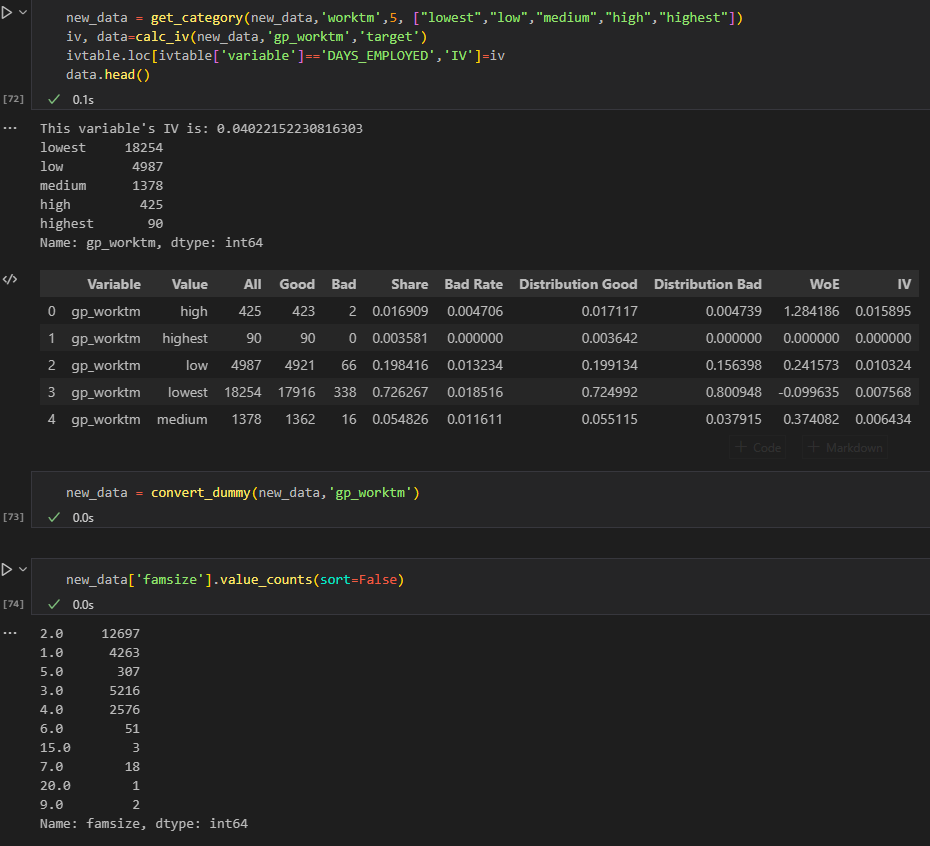 new_data = get_category(new_data,'worktm',5, ["lowest","low","medium","high","highest"])
iv, data=calc_iv(new_data,'gp_worktm','target')
ivtable.loc[ivtable['variable']=='DAYS_EMPLOYED','IV']=iv
data.head()
[72] 0.1s
This variable's IV is: 0.04022152230816303
lowest 18254
low 4987
medium 1378
high 425
highest 90
Name: gp_worktm, dtype: int64
Variable Value All Good Bad Share Bad Rate Distribution Good Distribution Bad WoE IV
0 gp_worktm high 425 423 2 0.016909 0.004706 0.017117 0.004739 1.284186 0.015895
1 gp_worktm highest 90 90 0 0.003581 0.000000 0.003642 0.000000 0.000000 0.000000
2 gp_worktm low 4987 4921 66 0.198416 0.013234 0.199134 0.156398 0.241573 0.010324
3 gp_worktm lowest 18254 17916 338 0.726267 0.018516 0.724992 0.800948 -0.099635 0.007568
4 gp_worktm medium 1378 1362 16 0.054826 0.011611 0.055115 0.037915 0.374082 0.006434
+ Code + Markdown
new_data = convert_dummy(new_data,'gp_worktm')
[73] 0.0s
new_data['famsize'].value_counts(sort=False)
[74] 0.0s
2.0 12697
1.0 4263
5.0 307
3.0 5216
4.0 2576
6.0 51
15.0 3
7.0 18
20.0 1
9.0 2
Name: famsize, dtype: int64